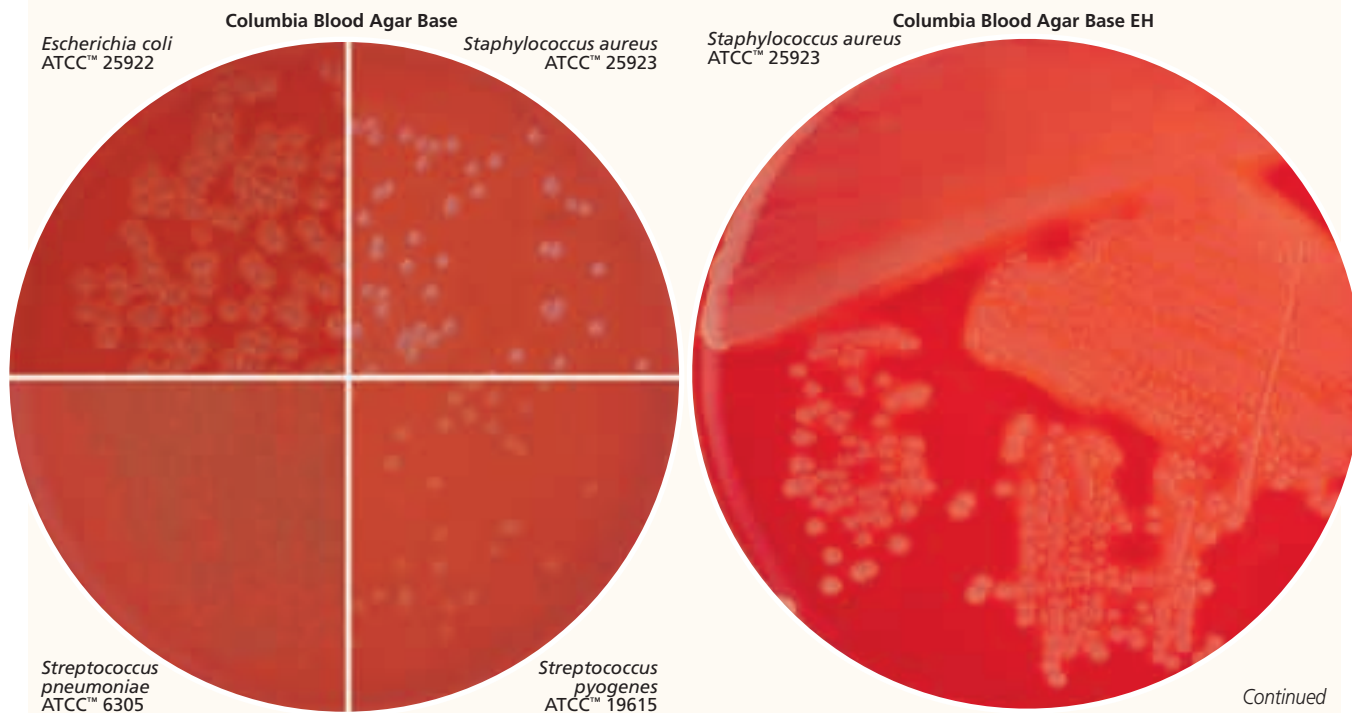 Columbia Blood Agar Base
Escherichia coli
ATCC™ 25922
Staphylococcus aureus
ATCC™ 25923
Streptococcus
pneumoniae
ATCC™ 6305
Streptococcus
pyogenes
ATCC™ 19615
Columbia Blood Agar Base EH
Staphylococcus aureus
ATCC™ 25923
Continued